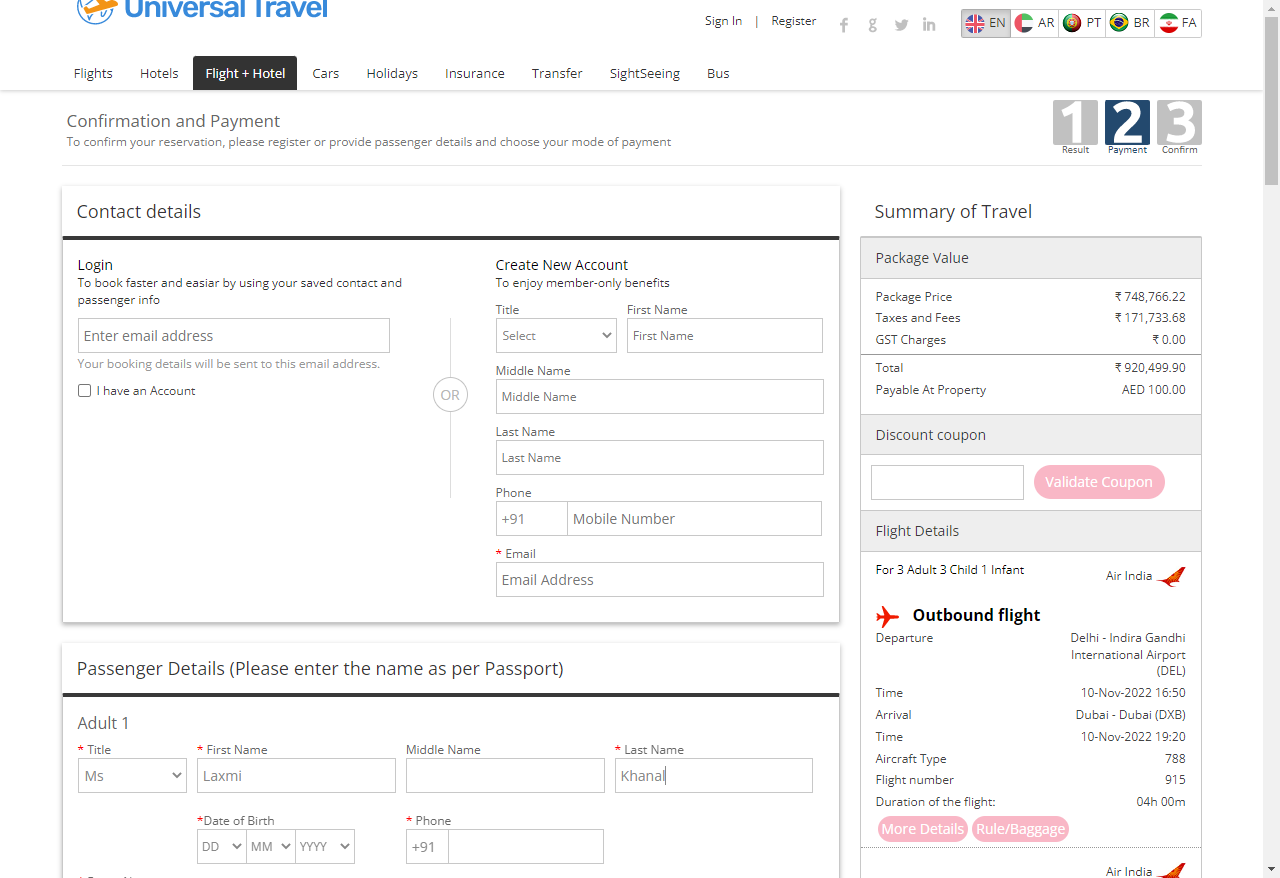 Universal Travel
Sign In | Register
EN AR PT BR FA
Flights Hotels Flight + Hotel Cars Holidays Insurance Transfer SightSeeing Bus
Confirmation and Payment
To confirm your reservation, please register or provide passenger details and choose your mode of payment
1 2 3
Result Payment Confirm
Contact details
Login
To book faster and easiar by using your saved contact and
passenger info
Enter email address
Your booking details will be sent to this email address.
I have an Account
OR
Create New Account
To enjoy member-only benefits
Title First Name
Select First Name
Middle Name
Middle Name
Last Name
Last Name
Phone
+91 Mobile Number
* Email
Email Address
Passenger Details (Please enter the name as per Passport)
Adult 1
* Title * First Name Middle Name * Last Name
Ms Laxmi Khanal
*Date of Birth * Phone
DD MM YYYY +91
Summary of Travel
Package Value
Package Price ₹ 748,766.22
Taxes and Fees ₹ 171,733.68
GST Charges ₹ 0.00
Total ₹ 920,499.90
Payable At Property AED 100.00
Discount coupon
Validate Coupon
Flight Details
For 3 Adult 3 Child 1 Infant Air India
Outbound flight
Departure Delhi - Indira Gandhi
International Airport
(DEL)
Time 10-Nov-2022 16:50
Arrival Dubai - Dubai (DXB)
Time 10-Nov-2022 19:20
Aircraft Type 788
Flight number 915
Duration of the flight: 04h 00m
More Details Rule/Baggage
Air India